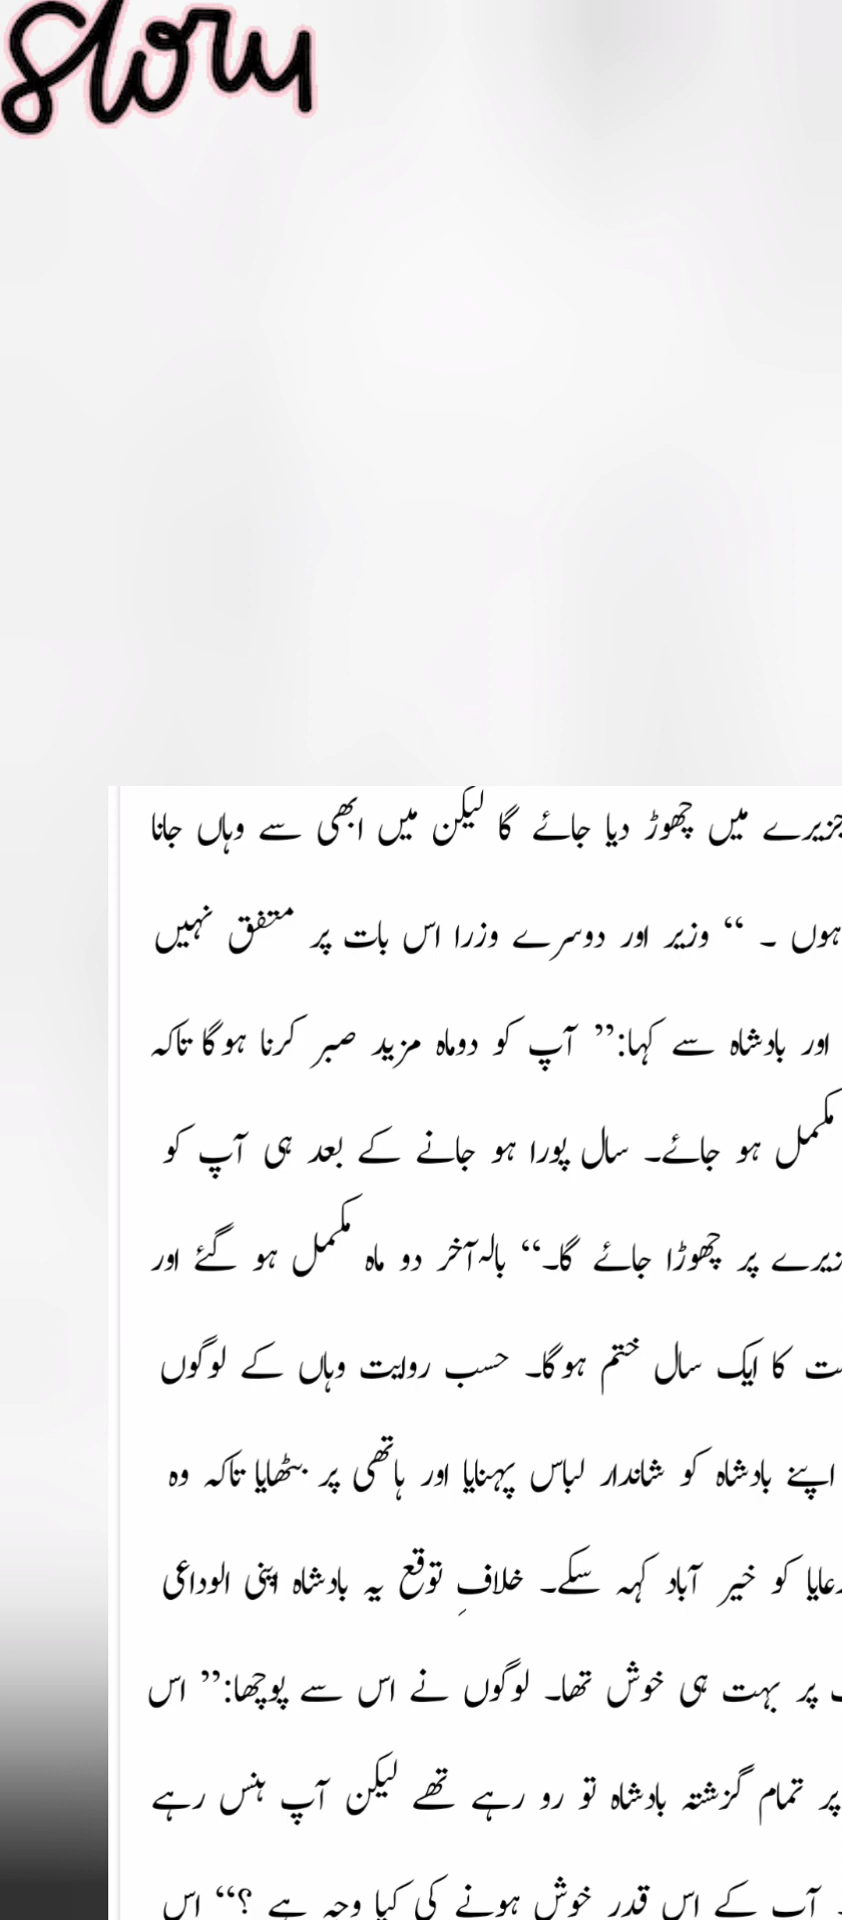 story
جزیرے میں چھوڑ دیا جائے گا لیکن میں ابھی سے وہاں جانا
ہوں ۔ “ وزیر اور دوسرے وزرا اس بات پر متفق نہیں
اور بادشاہ سے کہا:” آپ کو دوماہ مزید صبر کرنا ہوگا تاکہ
مکمل ہو جائے۔ سال پورا ہو جانے کے بعد ہی آپ کو
زیرے پر چھوڑا جائے گا۔“ بالہآخر دو ماہ مکمل ہو گئے اور
ت کا ایک سال ختم ہوگا۔ حسب روایت وہاں کے لوگوں
اپنے بادشاہ کو شاندار لباس پہنایا اور ہاتھی پر بٹھایا تاکہ وہ
رعایا کو خیر آباد کہہ سکے۔ خلافِ توقع یہ بادشاہ اپنی الوداعی
پر بہت ہی خوش تھا۔ لوگوں نے اس سے پوچھا:” اس
پر تمام گزشتہ بادشاہ تو رو رہے تھے لیکن آپ ہنس رہے
آپ کے اس قدر خوش ہونے کی کیا وجہ ہے ؟“ اس